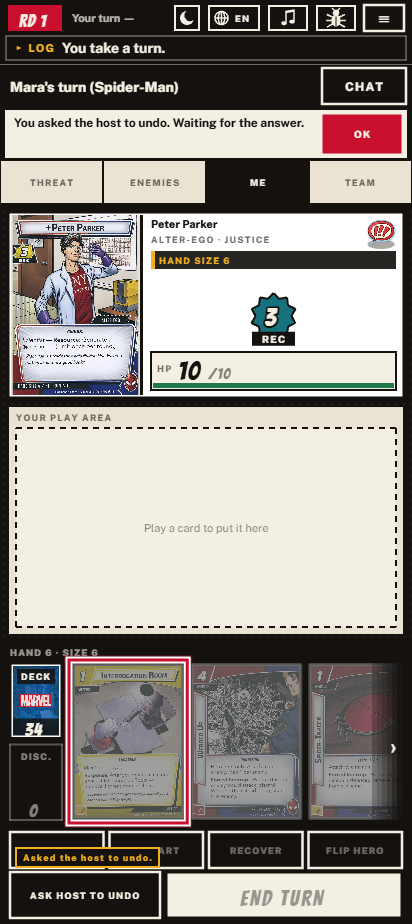 RD 1
Your turn —
EN
LOG You take a turn.
Mara's turn (Spider-Man)
CHAT
You asked the host to undo. Waiting for the answer.
OK
THREAT
ENEMIES
ME
TEAM
Peter Parker
3
REC
Peter Parker
ALTER-EGO · JUSTICE
HAND SIZE 6
3
REC
HP 10 /10
YOUR PLAY AREA
Play a card to put it here
HAND 6 · SIZE 6
DECK
MARVEL
34
DISC.
0
Interrogation Room
4
1
Spider-Tracer
RECOVER
FLIP HERO
Asked the host to undo.
ASK HOST TO UNDO
END TURN